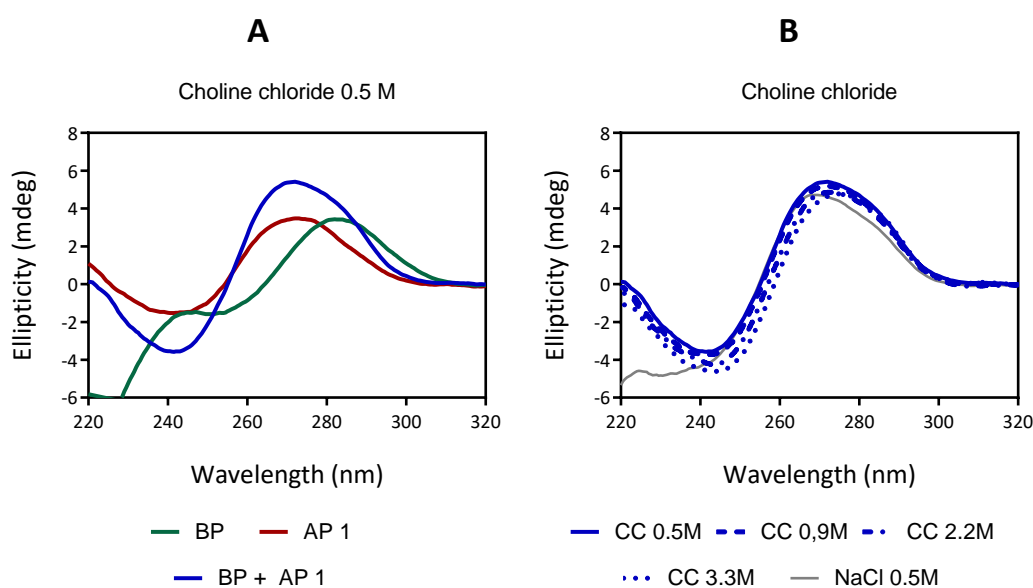 A
B
Choline chloride 0.5 M
Choline chloride
8
6
4
2
0
-2
-4
-6
220
240
260
280
300
320
Ellipticity (mdeg)
Wavelength (nm)
8
6
4
2
0
-2
-4
-6
220
240
260
280
300
320
Ellipticity (mdeg)
Wavelength (nm)
BP AP 1
BP + AP 1
CC 0.5M CC 0,9M CC 2.2M
CC 3.3M NaCl 0.5M